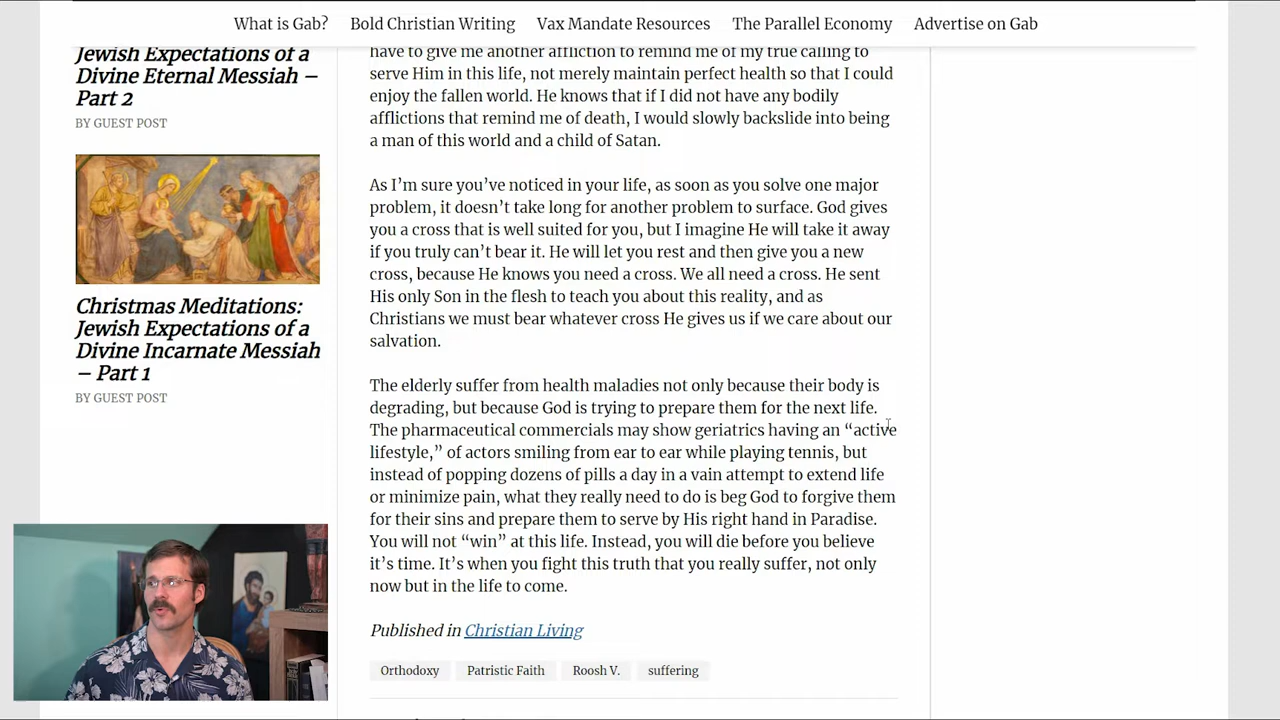 What is Gab? Bold Christian Writing Vax Mandate Resources The Parallel Economy Advertise on Gab
Jewish Expectations of a
Divine Eternal Messiah –
Part 2
BY GUEST POST
Christmas Meditations:
Jewish Expectations of a
Divine Incarnate Messiah
– Part 1
BY GUEST POST
have to give me another affliction to remind me of my true calling to
serve Him in this life, not merely maintain perfect health so that I could
enjoy the fallen world. He knows that if I did not have any bodily
afflictions that remind me of death, I would slowly backslide into being
a man of this world and a child of Satan.
As I’m sure you’ve noticed in your life, as soon as you solve one major
problem, it doesn’t take long for another problem to surface. God gives
you a cross that is well suited for you, but I imagine He will take it away
if you truly can’t bear it. He will let you rest and then give you a new
cross, because He knows you need a cross. We all need a cross. He sent
His only Son in the flesh to teach you about this reality, and as
Christians we must bear whatever cross He gives us if we care about our
salvation.
The elderly suffer from health maladies not only because their body is
degrading, but because God is trying to prepare them for the next life.
The pharmaceutical commercials may show geriatrics having an “active
lifestyle,” of actors smiling from ear to ear while playing tennis, but
instead of popping dozens of pills a day in a vain attempt to extend life
or minimize pain, what they really need to do is beg God to forgive them
for their sins and prepare them to serve by His right hand in Paradise.
You will not “win” at this life. Instead, you will die before you believe
it’s time. It’s when you fight this truth that you really suffer, not only
now but in the life to come.
Published in Christian Living
Orthodoxy Patristic Faith Roosh V. suffering